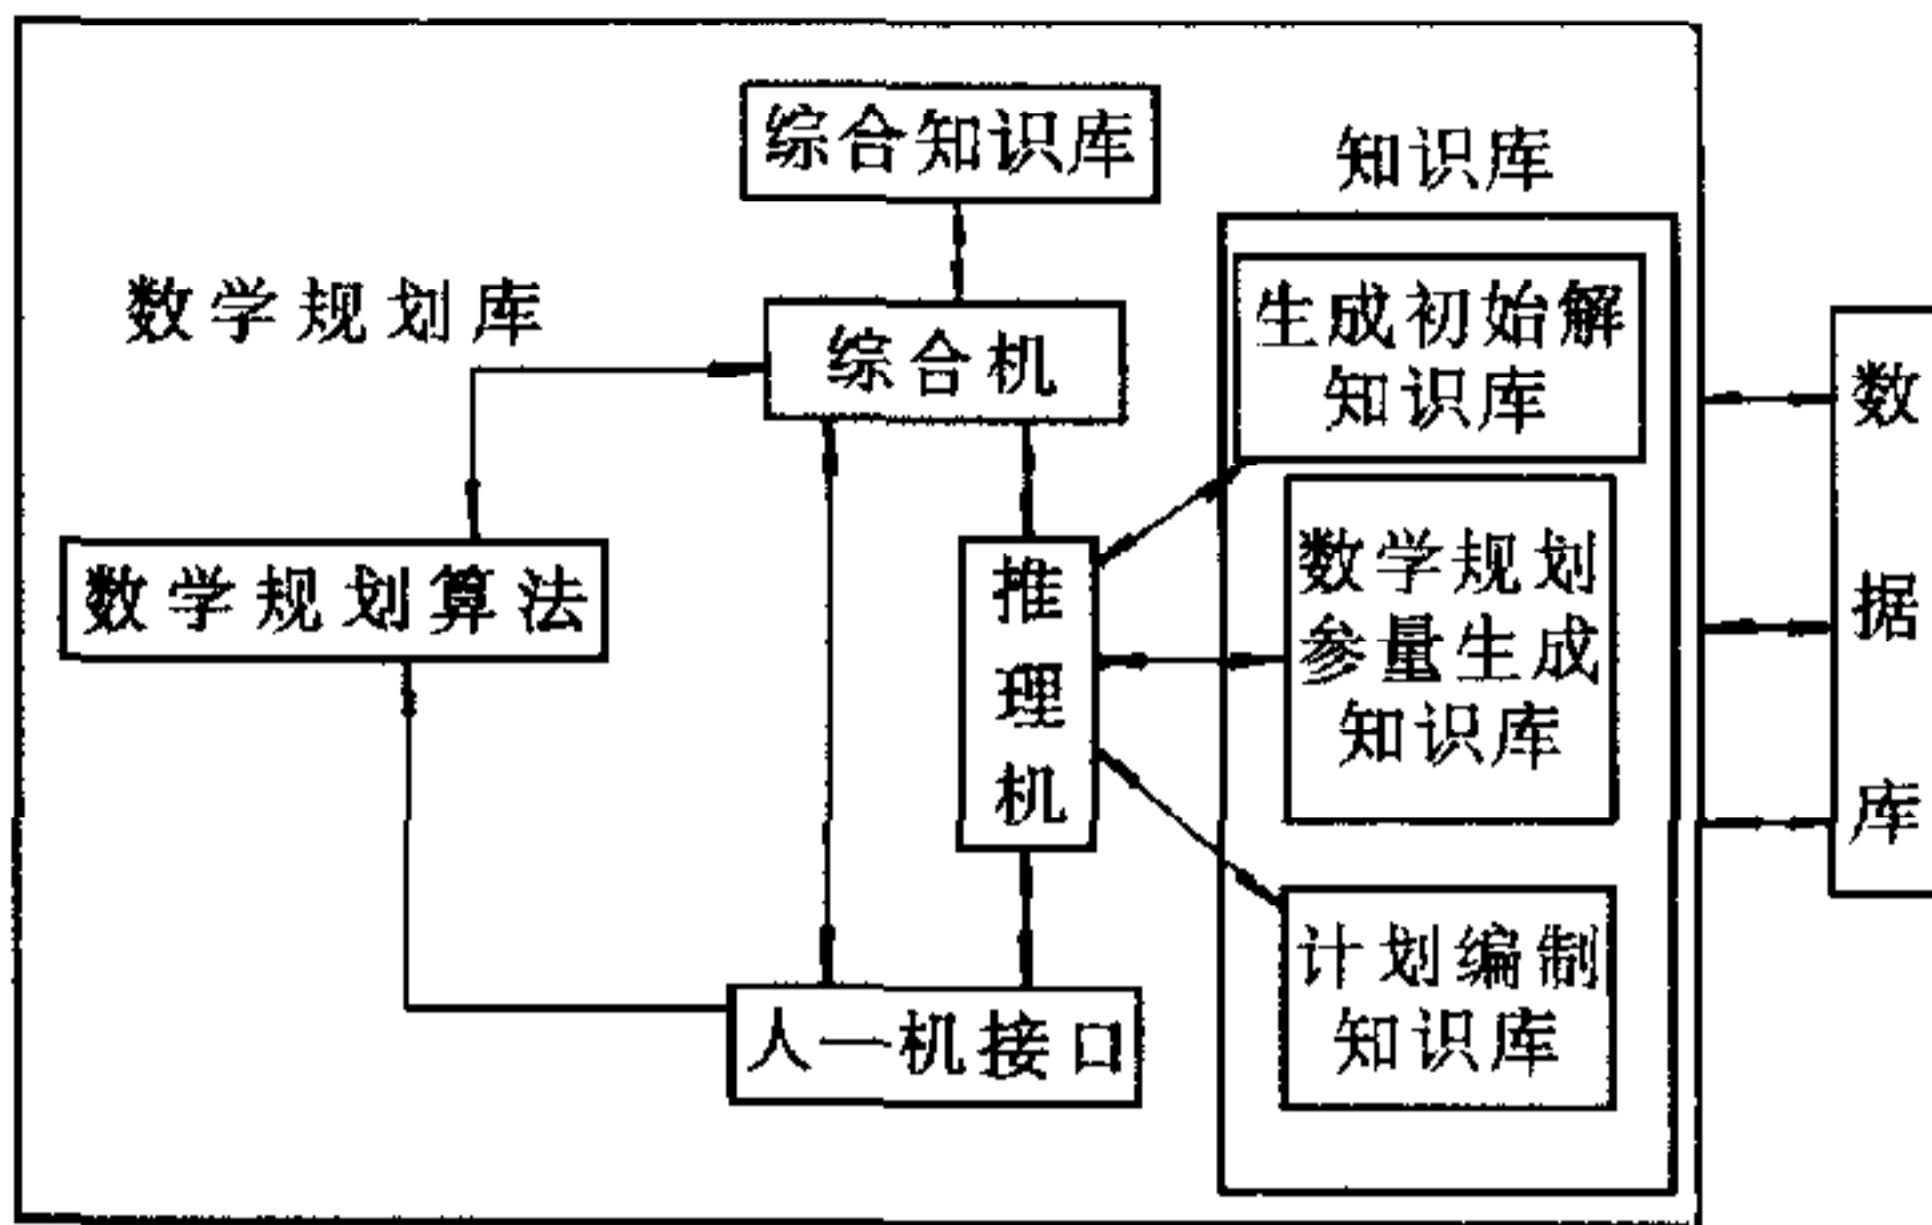 综合知识库
知识库
数学规划库
生成初始解
知识库
综合机
数学规划算法
推理机
数学规划
参量生成
知识库
计划编制
知识库
人一机接口
数据库